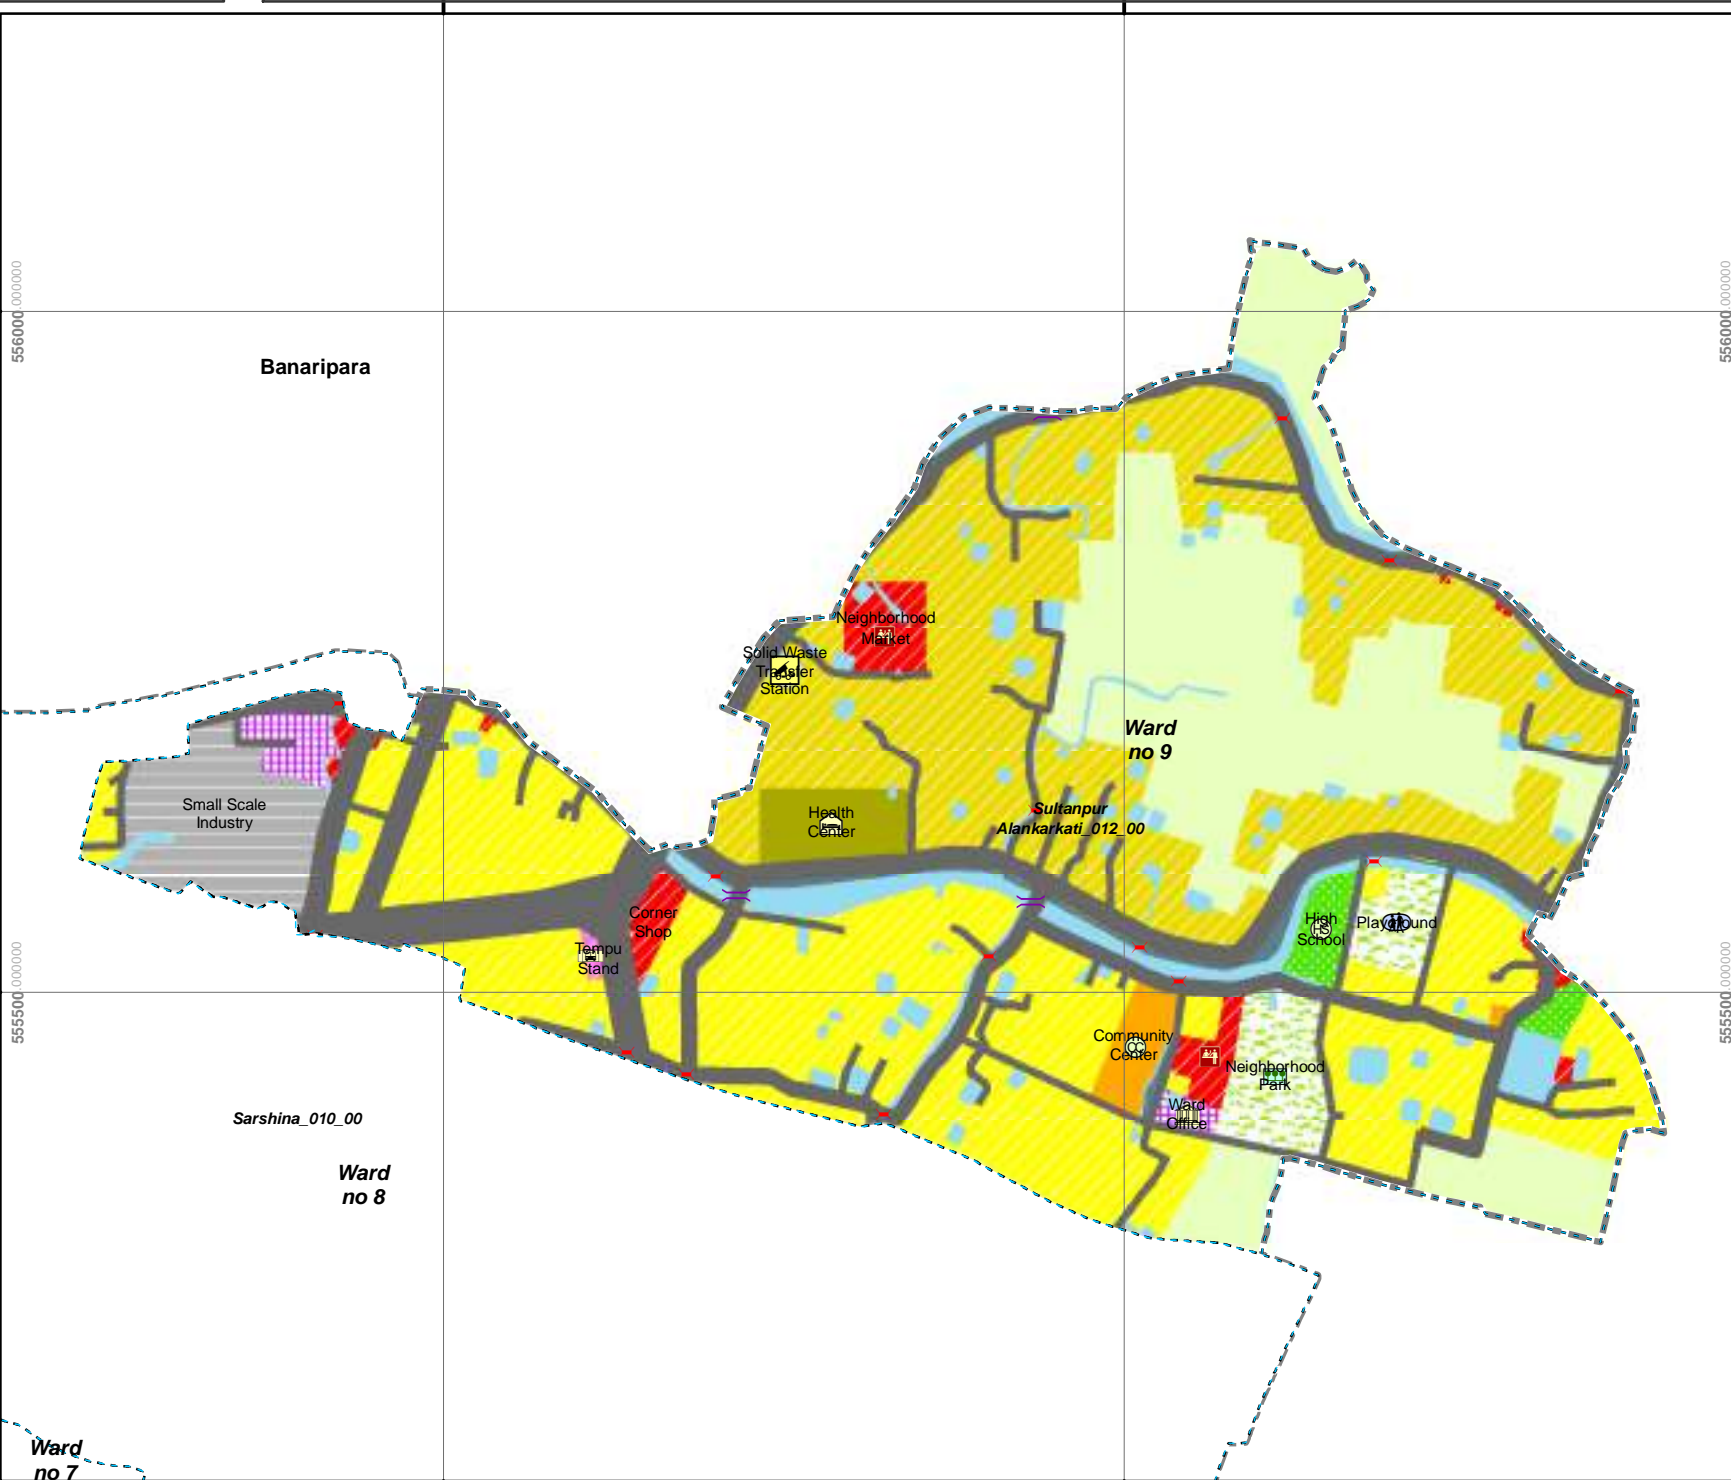 556000.000000
556000.000000
Banaripara
Neighborhood
Market
Solid Waste
Transfer
Station
Ward
no 9
Small Scale
Industry
Health
Center
Sultanpur
Alankarkati_012_00
Corner
Shop
High
School
HS
Playground
Tempu
Stand
555500.000000
555500.000000
Community
Center
CC
Neighborhood
Park
Ward
Office
Sarshina_010_00
Ward
no 8
Ward
no 7